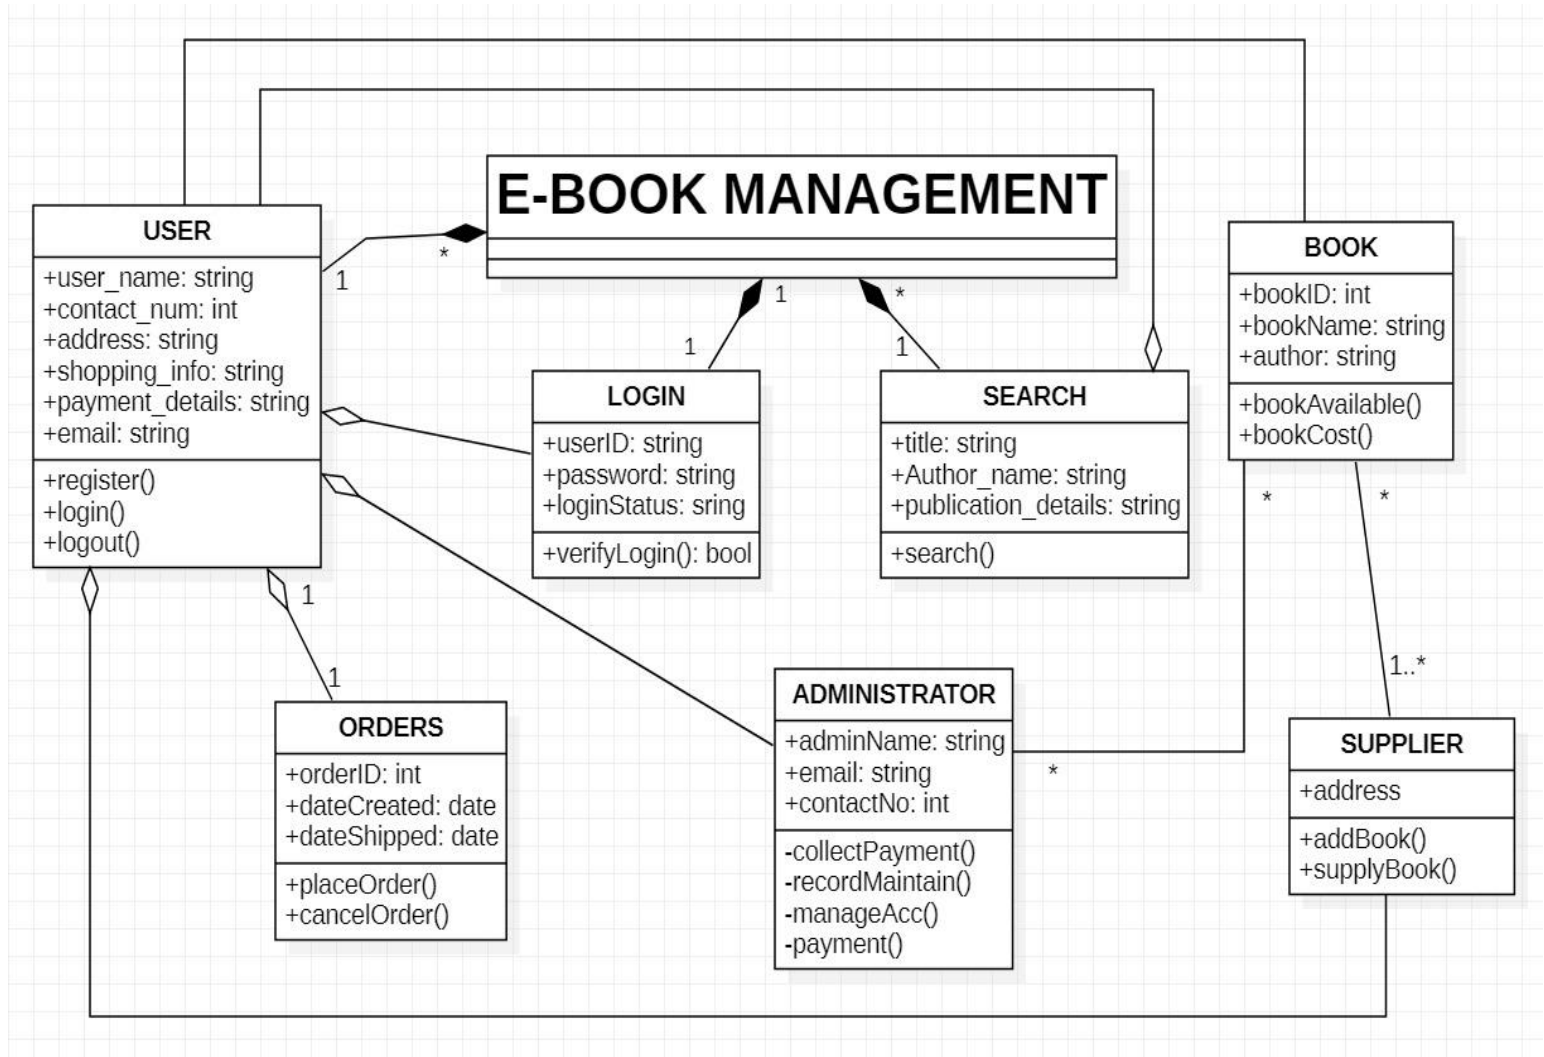 E-BOOK MANAGEMENT
USER
+user_name: string
+contact_num: int
+address: string
+shopping_info: string
+payment_details: string
+email: string
+register()
+login()
+logout()
1
*
1
1
*
1
LOGIN
+userID: string
+password: string
+loginStatus: sring
+verifyLogin(): bool
SEARCH
+title: string
+Author_name: string
+publication_details: string
+search()
BOOK
+bookID: int
+bookName: string
+author: string
+bookAvailable()
+bookCost()
*
*
1
1
ORDERS
+orderID: int
+dateCreated: date
+dateShipped: date
+placeOrder()
+cancelOrder()
ADMINISTRATOR
+adminName: string
+email: string
+contactNo: int
-collectPayment()
-recordMaintain()
-manageAcc()
-payment()
*
1..*
SUPPLIER
+address
+addBook()
+supplyBook()